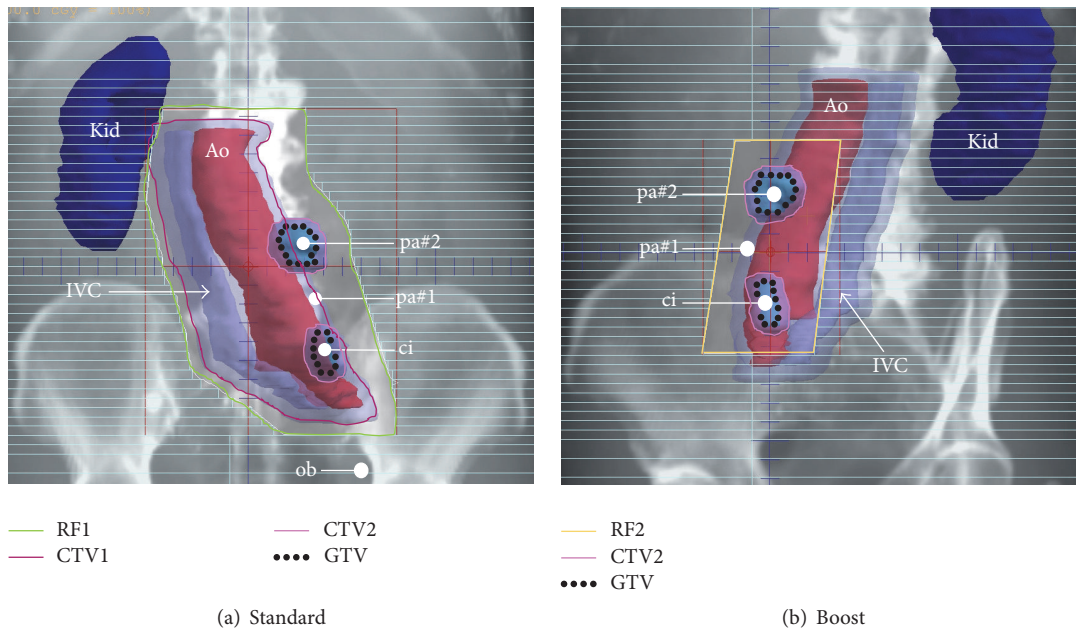 Kid
Ao
pa#2
IVC
pa#1
ci
ob
RF1
CTV1
CTV2
GTV
(a) Standard
Ao
Kid
pa#2
pa#1
ci
IVC
RF2
CTV2
GTV
(b) Boost